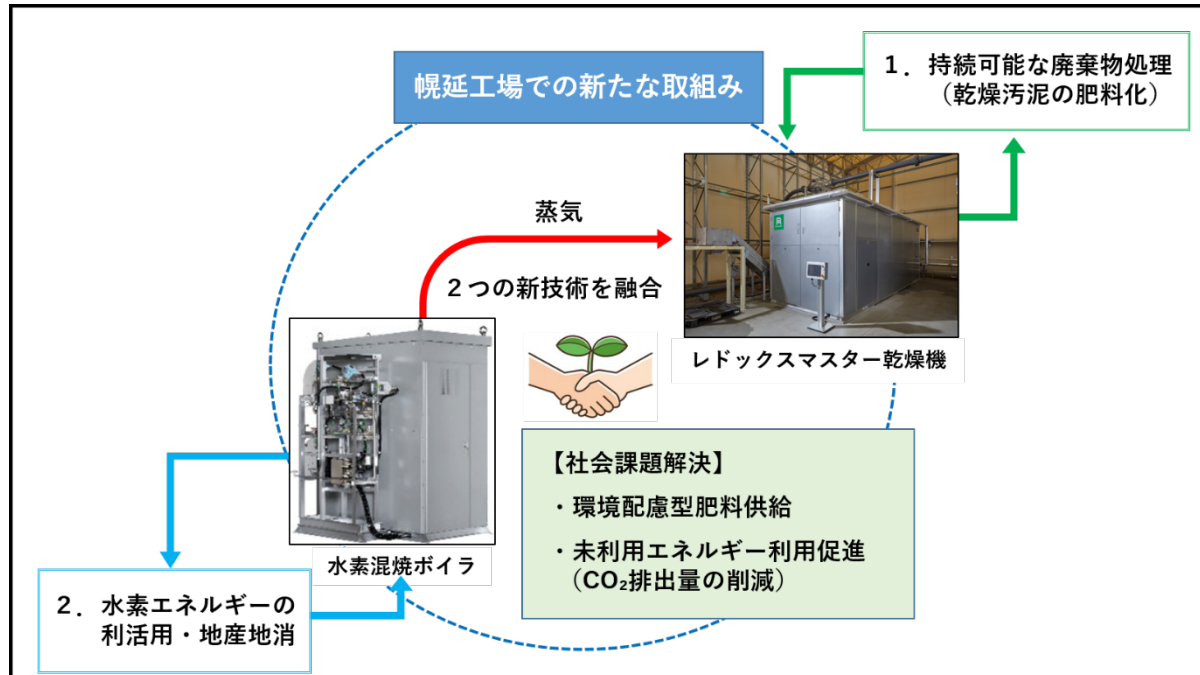 幌延工場での新たな取組み
1．持続可能な廃棄物処理
（乾燥汚泥の肥料化）
蒸気
２つの新技術を融合
レドックスマスター乾燥機
水素混焼ボイラ
【社会課題解決】
・環境配慮型肥料供給
・未利用エネルギー利用促進
（CO₂排出量の削減）
2．水素エネルギーの
利活用・地産地消